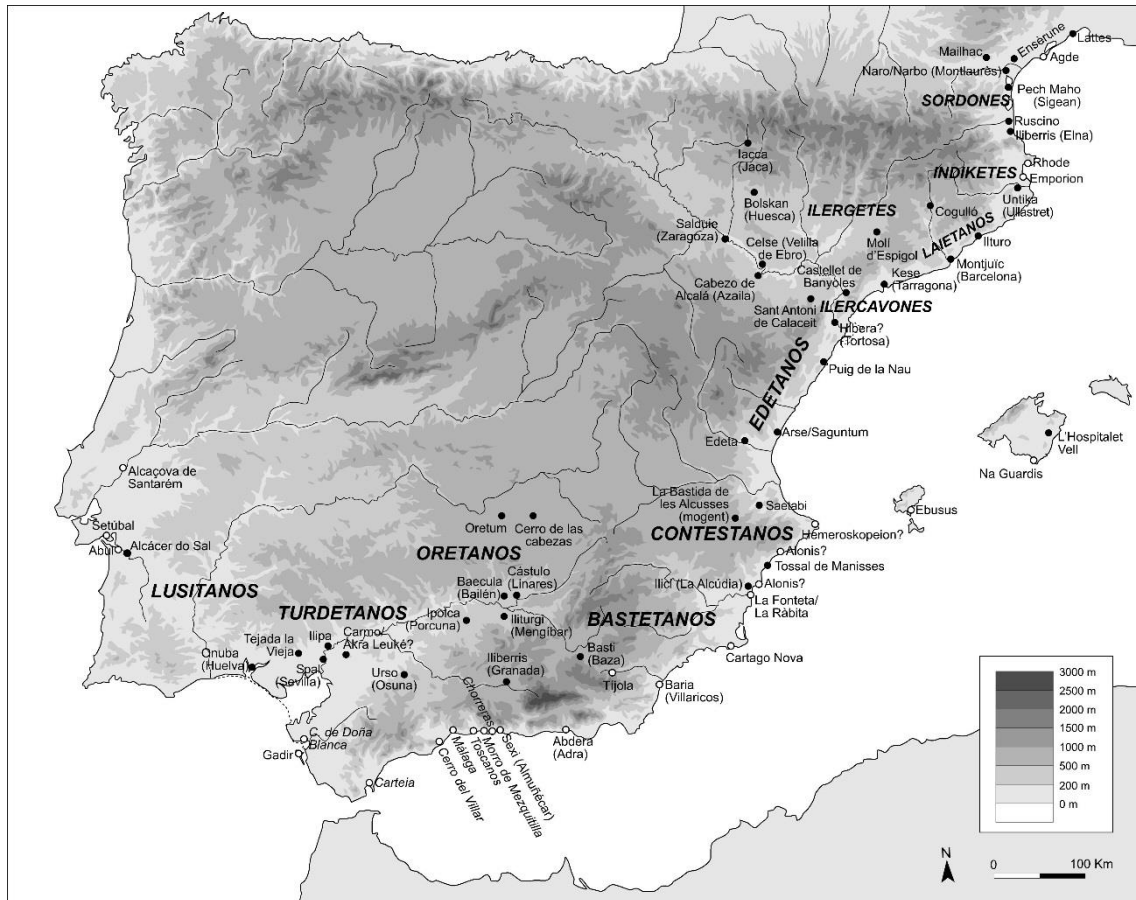 Lattes
Ensérune
Mailhac
Agde
Naro/Narbo (Montlaurès)
SORDONES
Pech Maho
(Sigean)
Ruscino
Iliberris (Elna)
Iacca
(Jaca)
Rhode
INDIKETES
Emporion
Bolskan
(Huesca)
ILERGETES
Cogulló
Untika
(Ullastret)
Salduie
(Zaragoza)
Molí
d'Espígol
LAIETANOS
Ilturo
Celse (Velilla
de Ebro)
Montjuïc
(Barcelona)
Cabezo de
Alcalá (Azaila)
Castellet de
Banyoles
Kese
(Tarragona)
Sant Antoni
de Calaceit
ILERCAVONES
Hibera?
(Tortosa)
EDETANOS
Puig de la Nau
Edeta
Arse/Saguntum
L'Hospitalet
Vell
Na Guardis
Alcaçova de
Santarém
Ebusus
La Bastida de
les Alcusses
(mogent)
Saetabi
Setúbal
Abul
Alcácer do Sal
Oretum
Cerro de las
cabezas
CONTESTANOS
Hemeroskopeion?
ORETANOS
Alonis?
Tossal de Manisses
LUSITANOS
Baecula
(Bailén)
Cástulo
(Linares)
Ilici (La Alcúdia)
Alonis?
La Fonteta/
La Ràbita
TURDETANOS
Ipolca
(Porcuna)
Iliturgi
(Mengíbar)
BASTETANOS
Tejada la
Vieja
Ilipa
Carmo/
Akra Leuké?
Onuba
(Huelva)
Spal
(Sevilla)
Urso
(Osuna)
Iliberris
(Granada)
Basti
(Baza)
Tijola
Cartago Nova
Baria
(Villaricos)
C. de Doña
Blanca
Gadir
Carteia
Cerro del Villar
Málaga
Toscanos
Morro de Mezquitilla
Chorreras
Sexi (Almuñécar)
Abdera
(Adra)
3000 m
2500 m
2000 m
1500 m
1000 m
500 m
200 m
0 m
N
0 100 Km